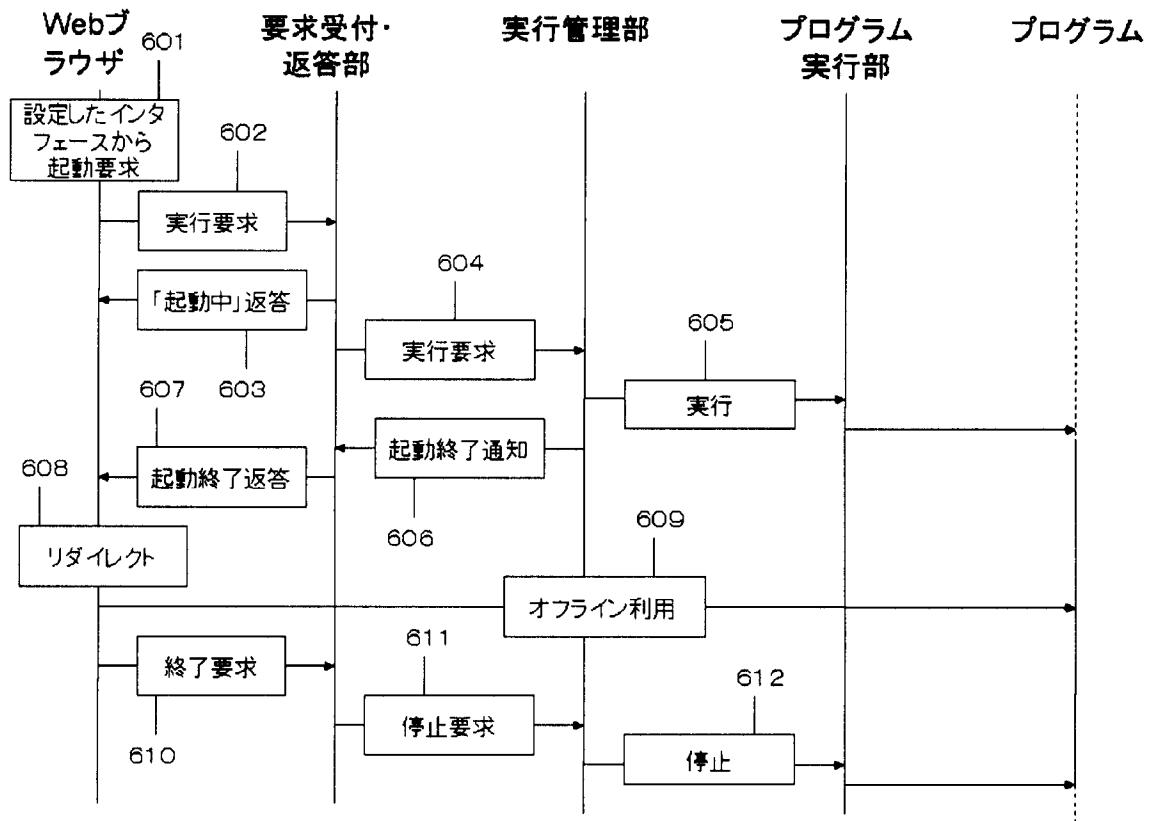 Webブ
ラウザ
要求受付・
返答部
実行管理部
プログラム
実行部
プログラム
601
設定したインタ
フェースから
起動要求
602
実行要求
「起動中」返答
603
604
実行要求
605
実行
起動終了通知
606
607
起動終了返答
608
リダイレクト
609
オフライン利用
終了要求
610
611
停止要求
612
停止